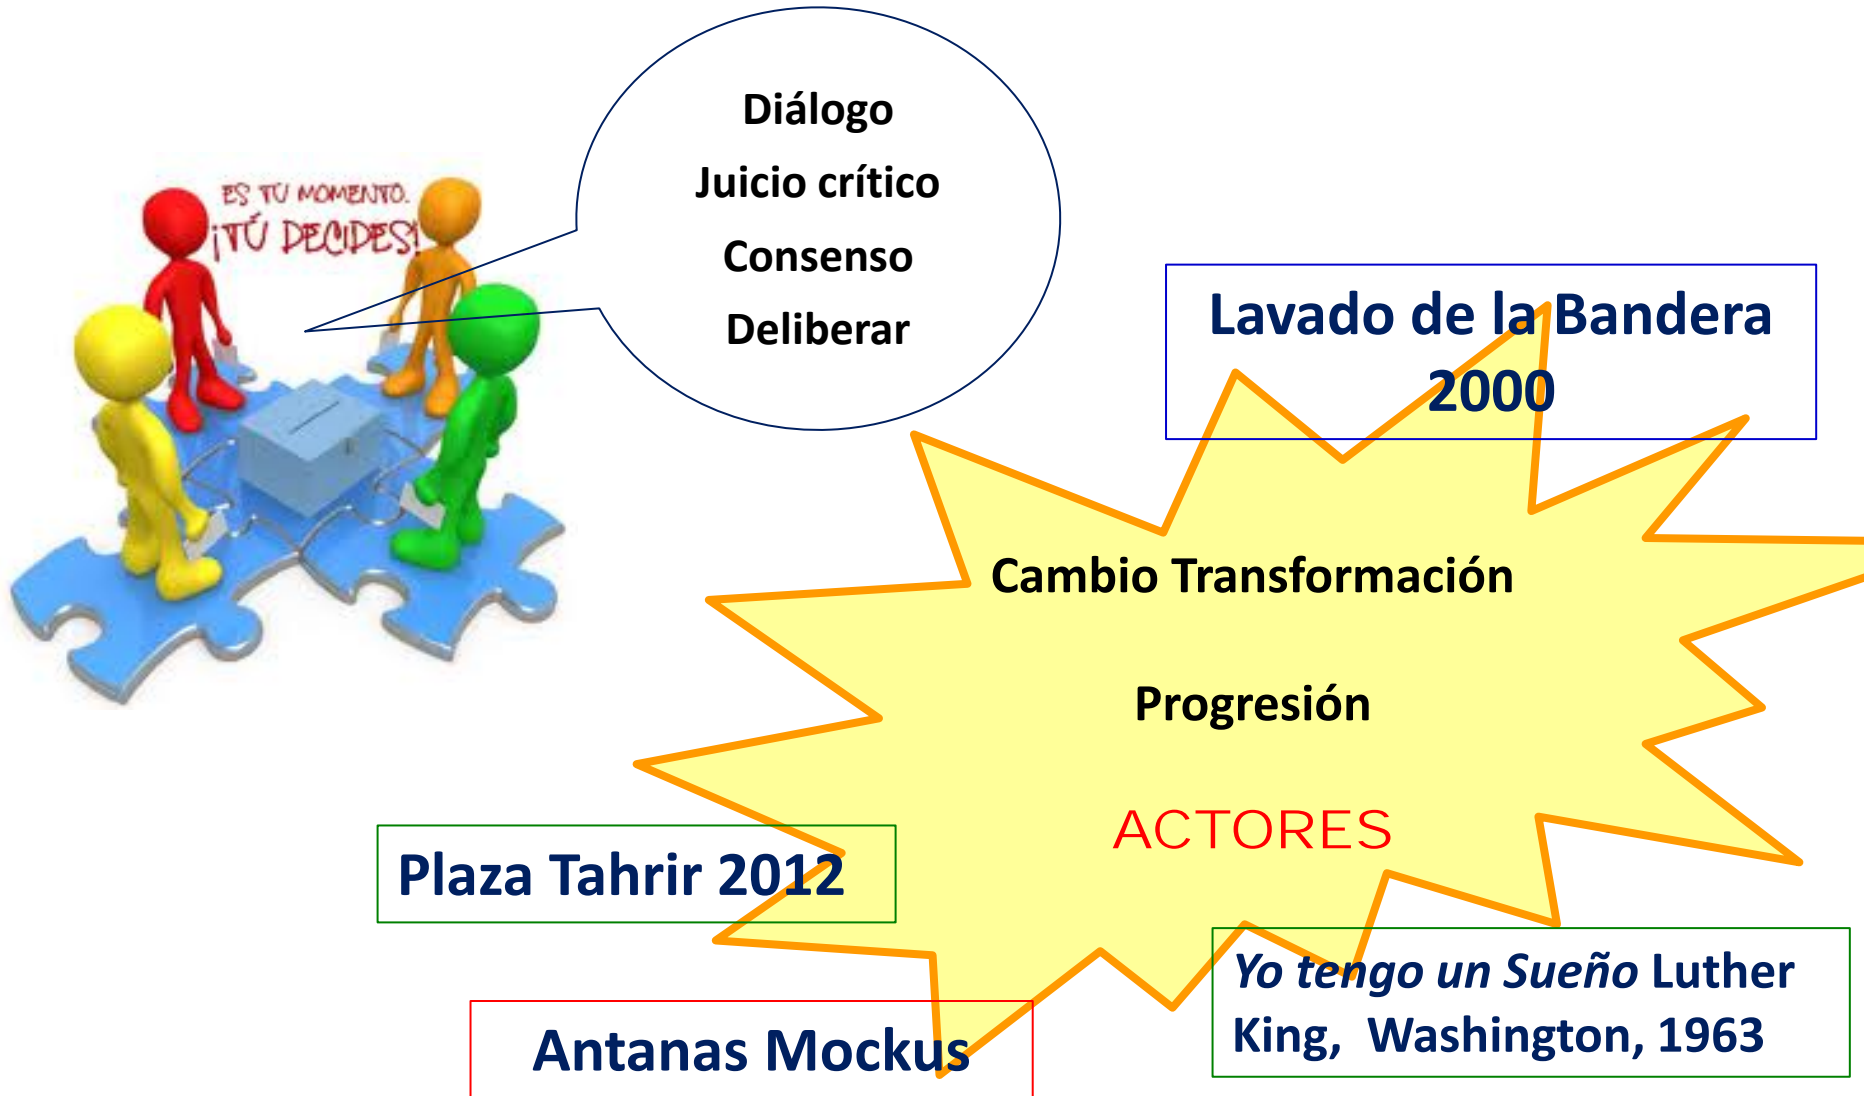 Diálogo
Juicio crítico
Consenso
Deliberar
ES TU MOMENTO.
¡TÚ DECIDES!
Lavado de la Bandera
2000
Cambio Transformación
Progresión
ACTORES
Plaza Tahrir 2012
Yo tengo un Sueño Luther
King, Washington, 1963
Antanas Mockus